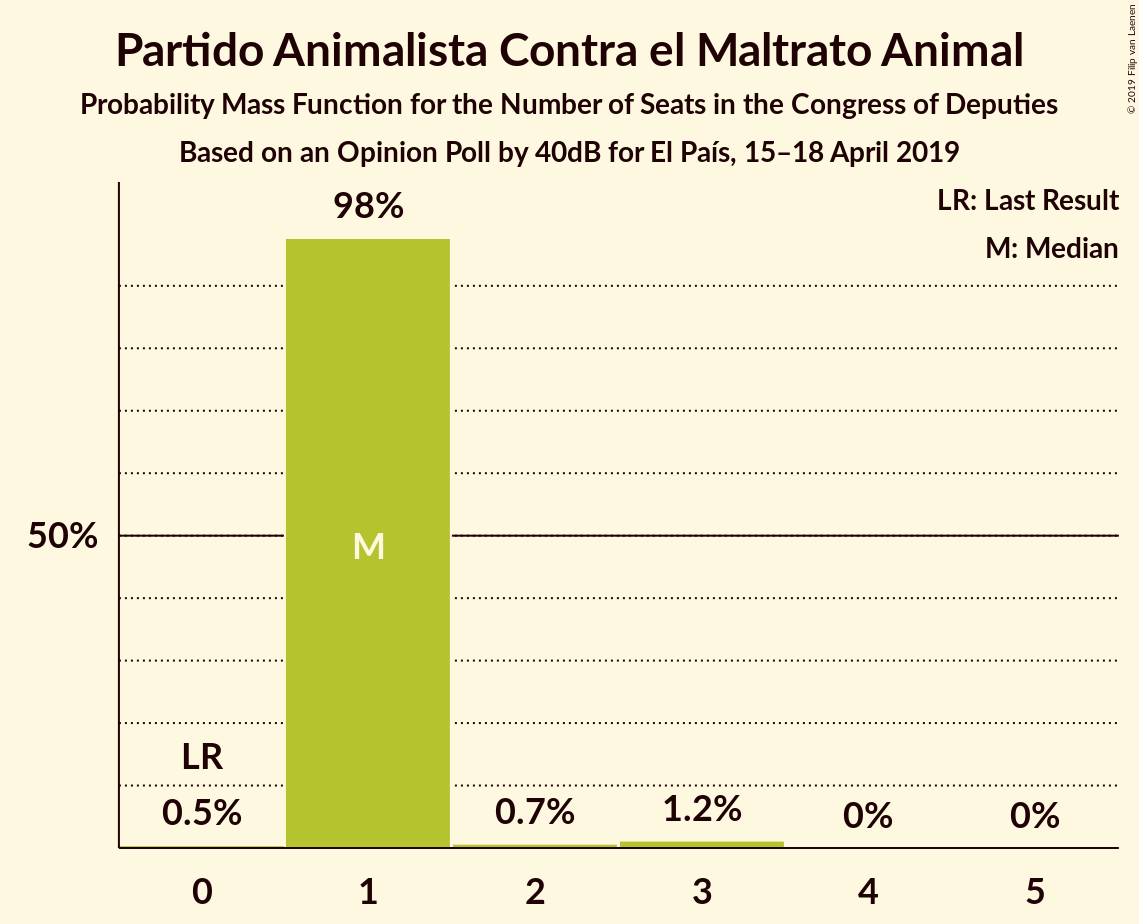 Partido Animalista Contra el Maltrato Animal
Probability Mass Function for the Number of Seats in the Congress of Deputies
Based on an Opinion Poll by 40dB for El País, 15–18 April 2019
© 2019 Filip van Laenen
LR: Last Result
M: Median
98%
50%
M
LR
0.5%
0.7%
1.2%
0%
0%
0
1
2
3
4
5